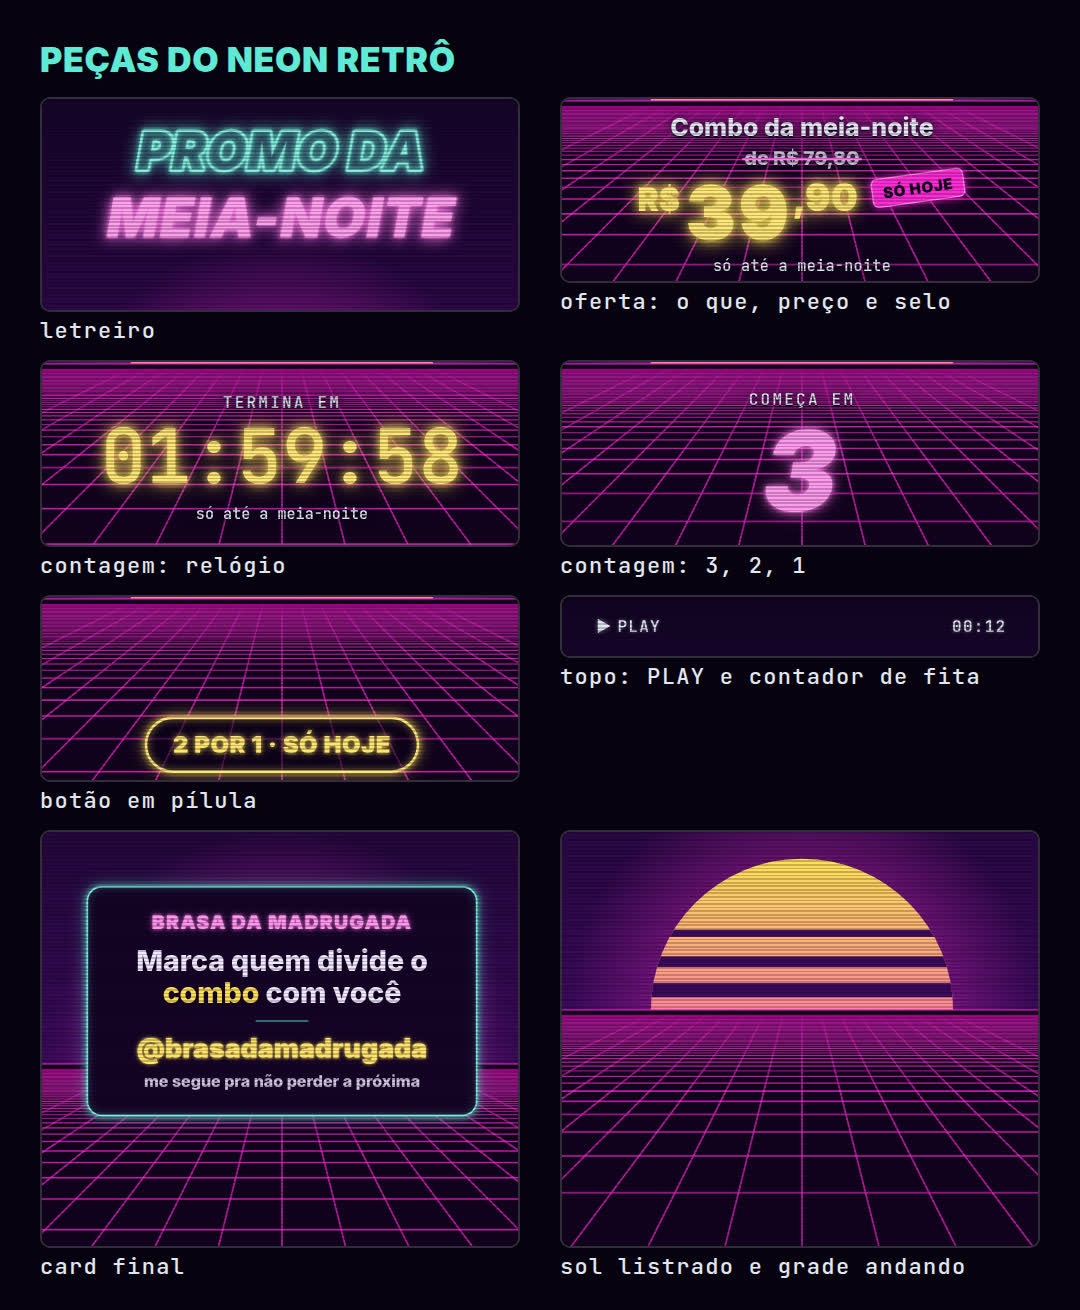 PEÇAS DO NEON RETRÔ
PROMO DA
MEIA-NOITE
letreiro
Combo da meia-noite
de R$ 79,80
R$ 39,90
SÓ HOJE
só até a meia-noite
oferta: o que, preço e selo
TERMINA EM
01:59:58
só até a meia-noite
contagem: relógio
COMEÇA EM
3
contagem: 3, 2, 1
2 POR 1 · SÓ HOJE
botão em pílula
PLAY
00:12
topo: PLAY e contador de fita
BRASA DA MADRUGADA
Marca quem divide o
combo com você
@brasadamadrugada
me segue pra não perder a próxima
card final
sol listrado e grade andando